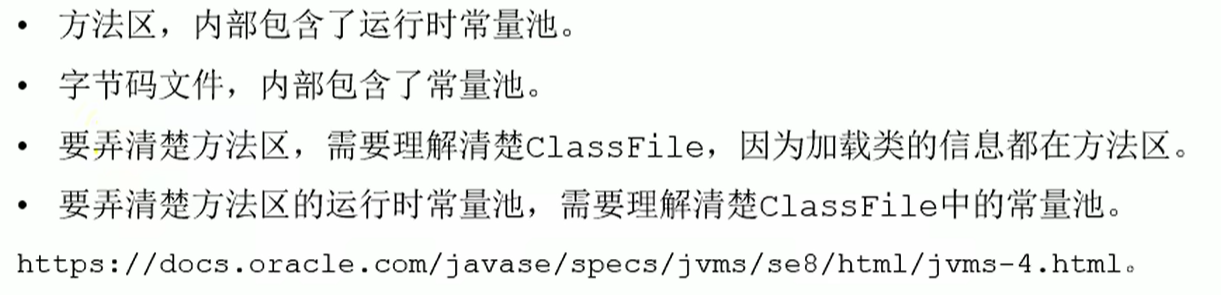 • 方法区，内部包含了运行时常量池。
• 字节码文件，内部包含了常量池。
• 要弄清楚方法区，需要理解清楚ClassFile，因为加载类的信息都在方法区。
• 要弄清楚方法区的运行时常量池，需要理解清楚ClassFile中的常量池。
https://docs.oracle.com/javase/specs/jvms/se8/html/jvms-4.html。